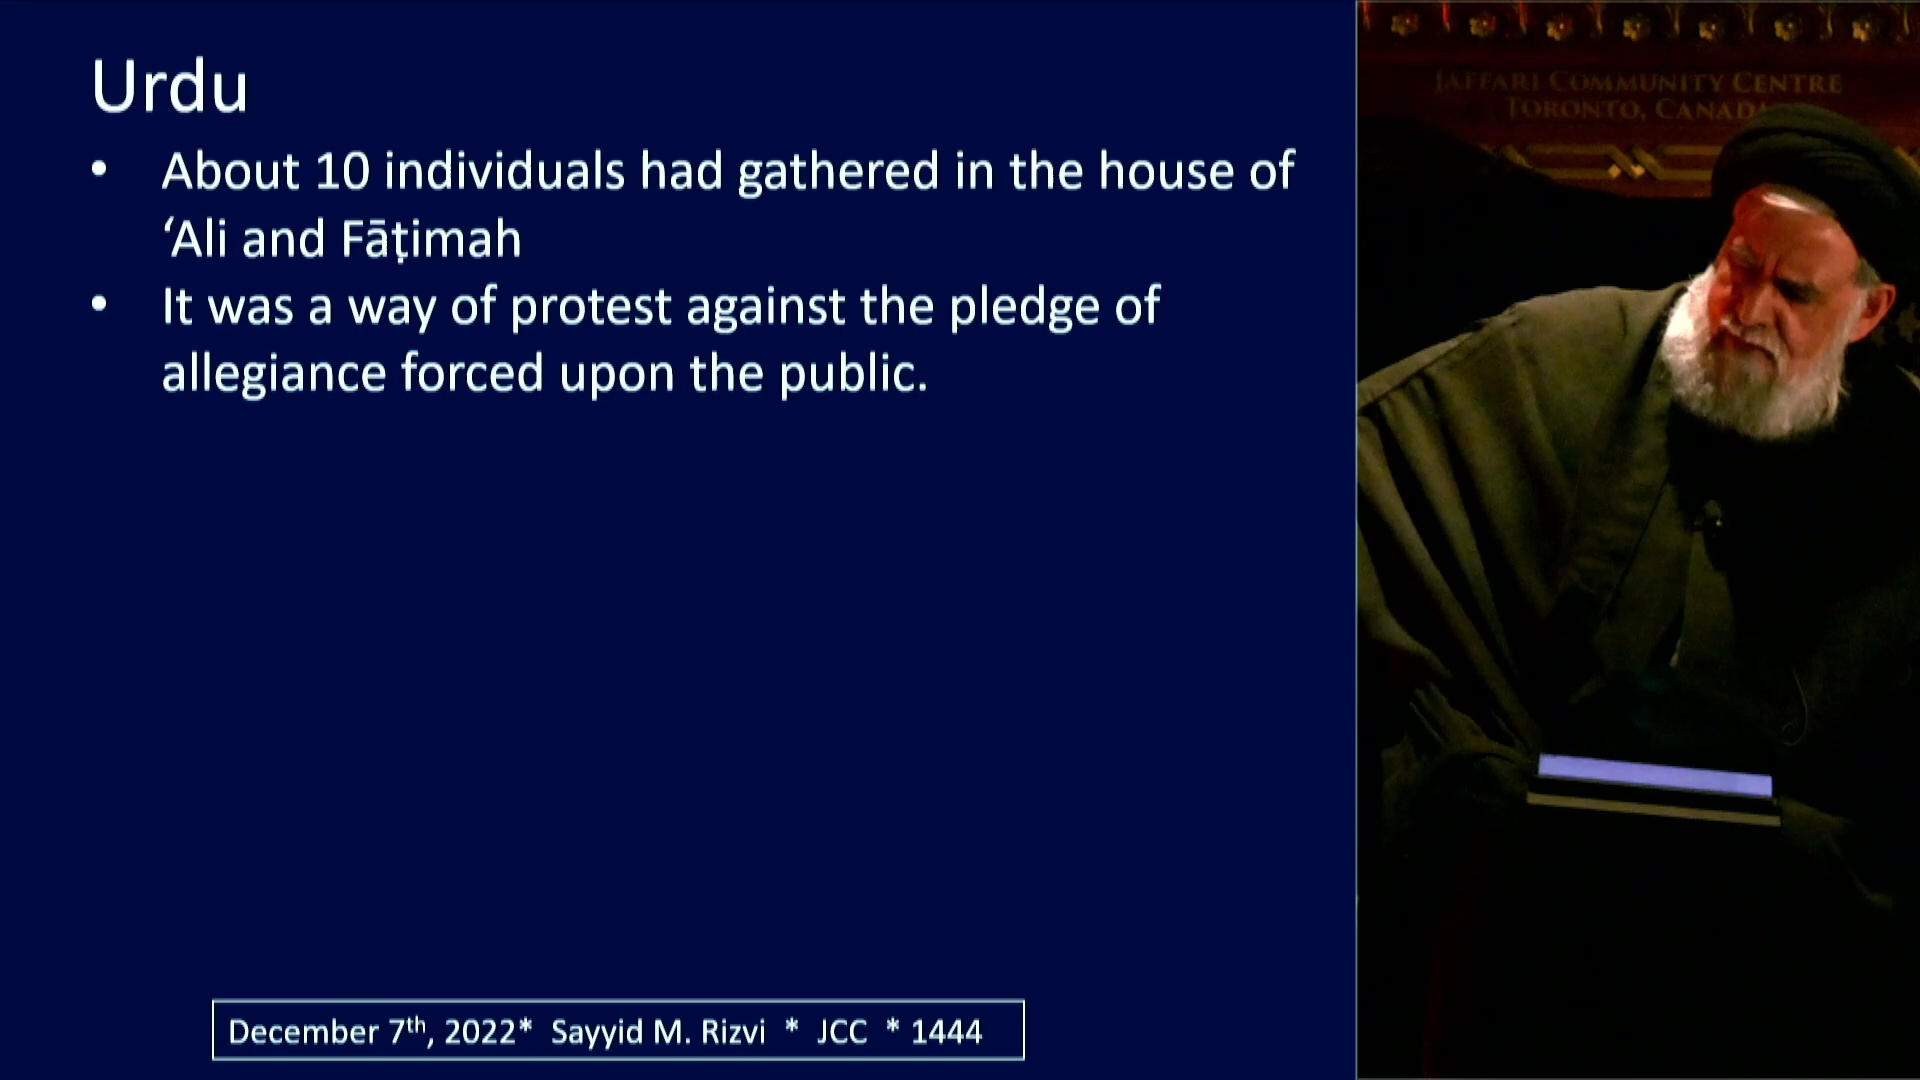 Urdu
• About 10 individuals had gathered in the house of
‘Ali and Fāṭimah
• It was a way of protest against the pledge of
allegiance forced upon the public.
December 7th, 2022* Sayyid M. Rizvi * JCC * 1444
JAFFARI COMMUNITY CENTRE
TORONTO, CANADA